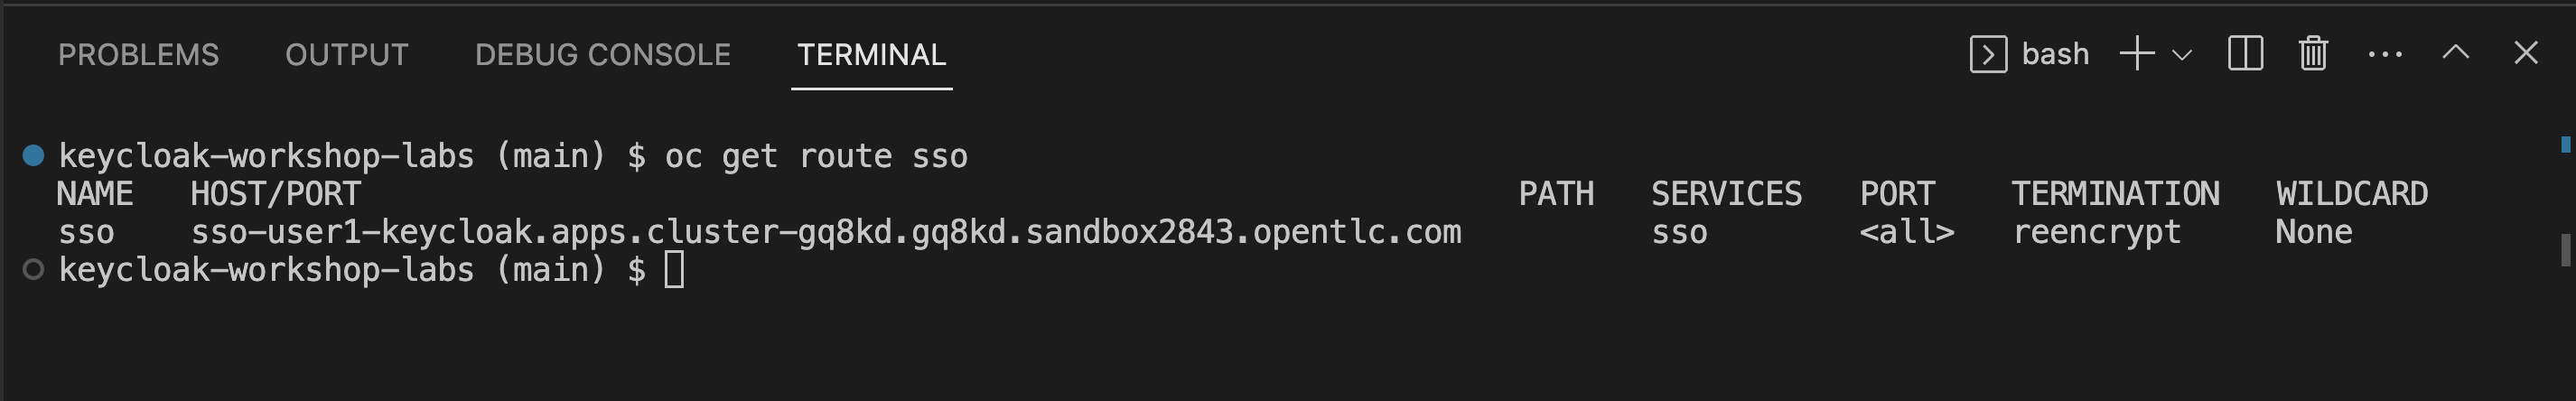 PROBLEMS OUTPUT DEBUG CONSOLE TERMINAL bash
keycloak-workshop-labs (main) $ oc get route sso
NAME HOST/PORT PATH SERVICES PORT TERMINATION WILDCARD
sso sso-user1-keycloak.apps.cluster-gq8kd.gq8kd.sandbox2843.opentlc.com sso <all> reencrypt None
keycloak-workshop-labs (main) $